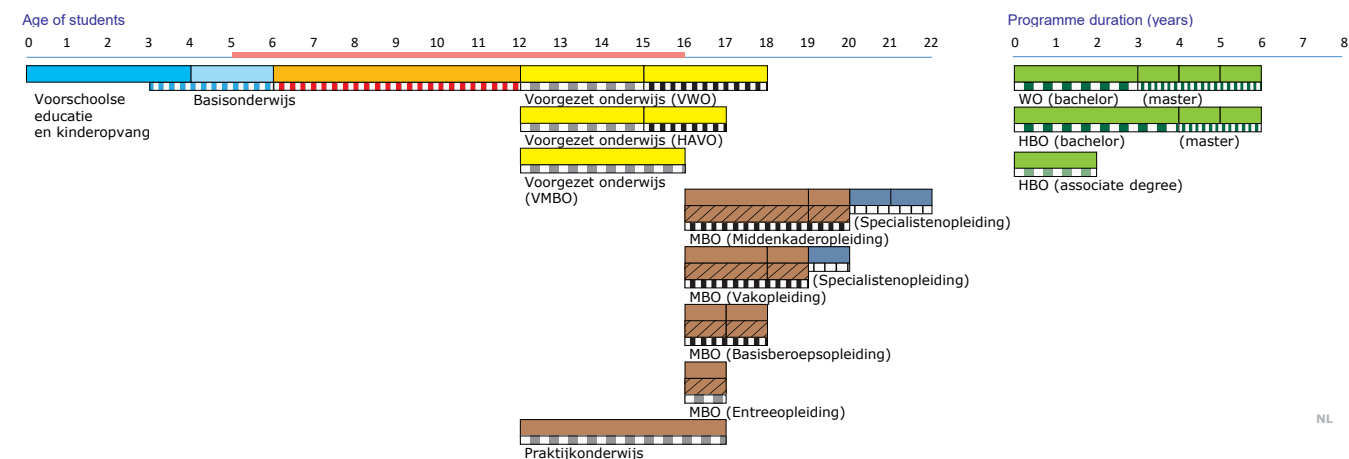 Age of students
Programme duration (years)
0 1 2 3 4 5 6 7 8 9 10 11 12 13 14 15 16 17 18 19 20 22
0 1 2 3 4 5 6 7 8
Voorschoolse
educatie
en kinderopvang
Basisonderwijs
Voorgezet onderwijs (VWO)
Voorgezet onderwijs (HAVO)
Voorgezet onderwijs
(VMBO)
(Specialistenopleiding)
MBO (Middenkaderopleiding)
(Specialistenopleiding)
MBO (Vakopleiding)
MBO (Basisberoepsopleiding)
MBO (Entreeopleiding)
Praktijkonderwijs
WO (bachelor) (master)
HBO (bachelor) (master)
HBO (associate degree)
NL